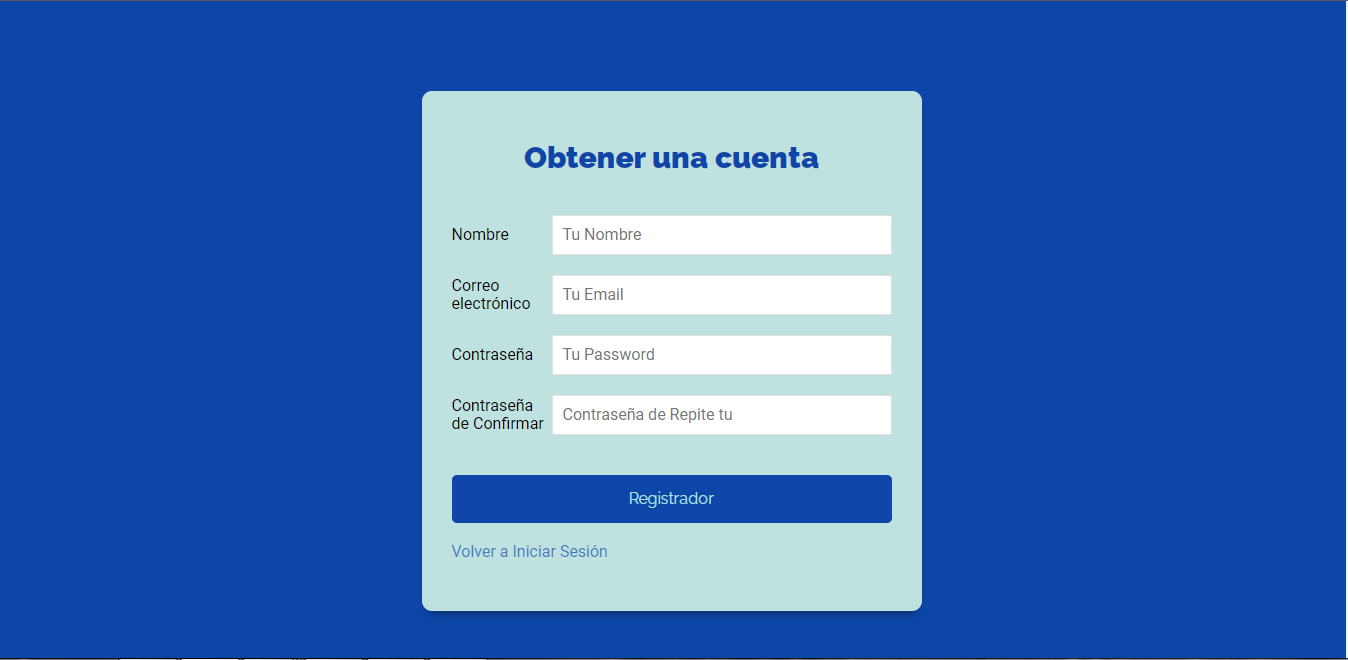 Obtener una cuenta
Nombre
Tu Nombre
Correo
electrónico
Tu Email
Contraseña
Tu Password
Contraseña
de Confirmar
Contraseña de Repite tu
Registrador
Volver a Iniciar Sesión